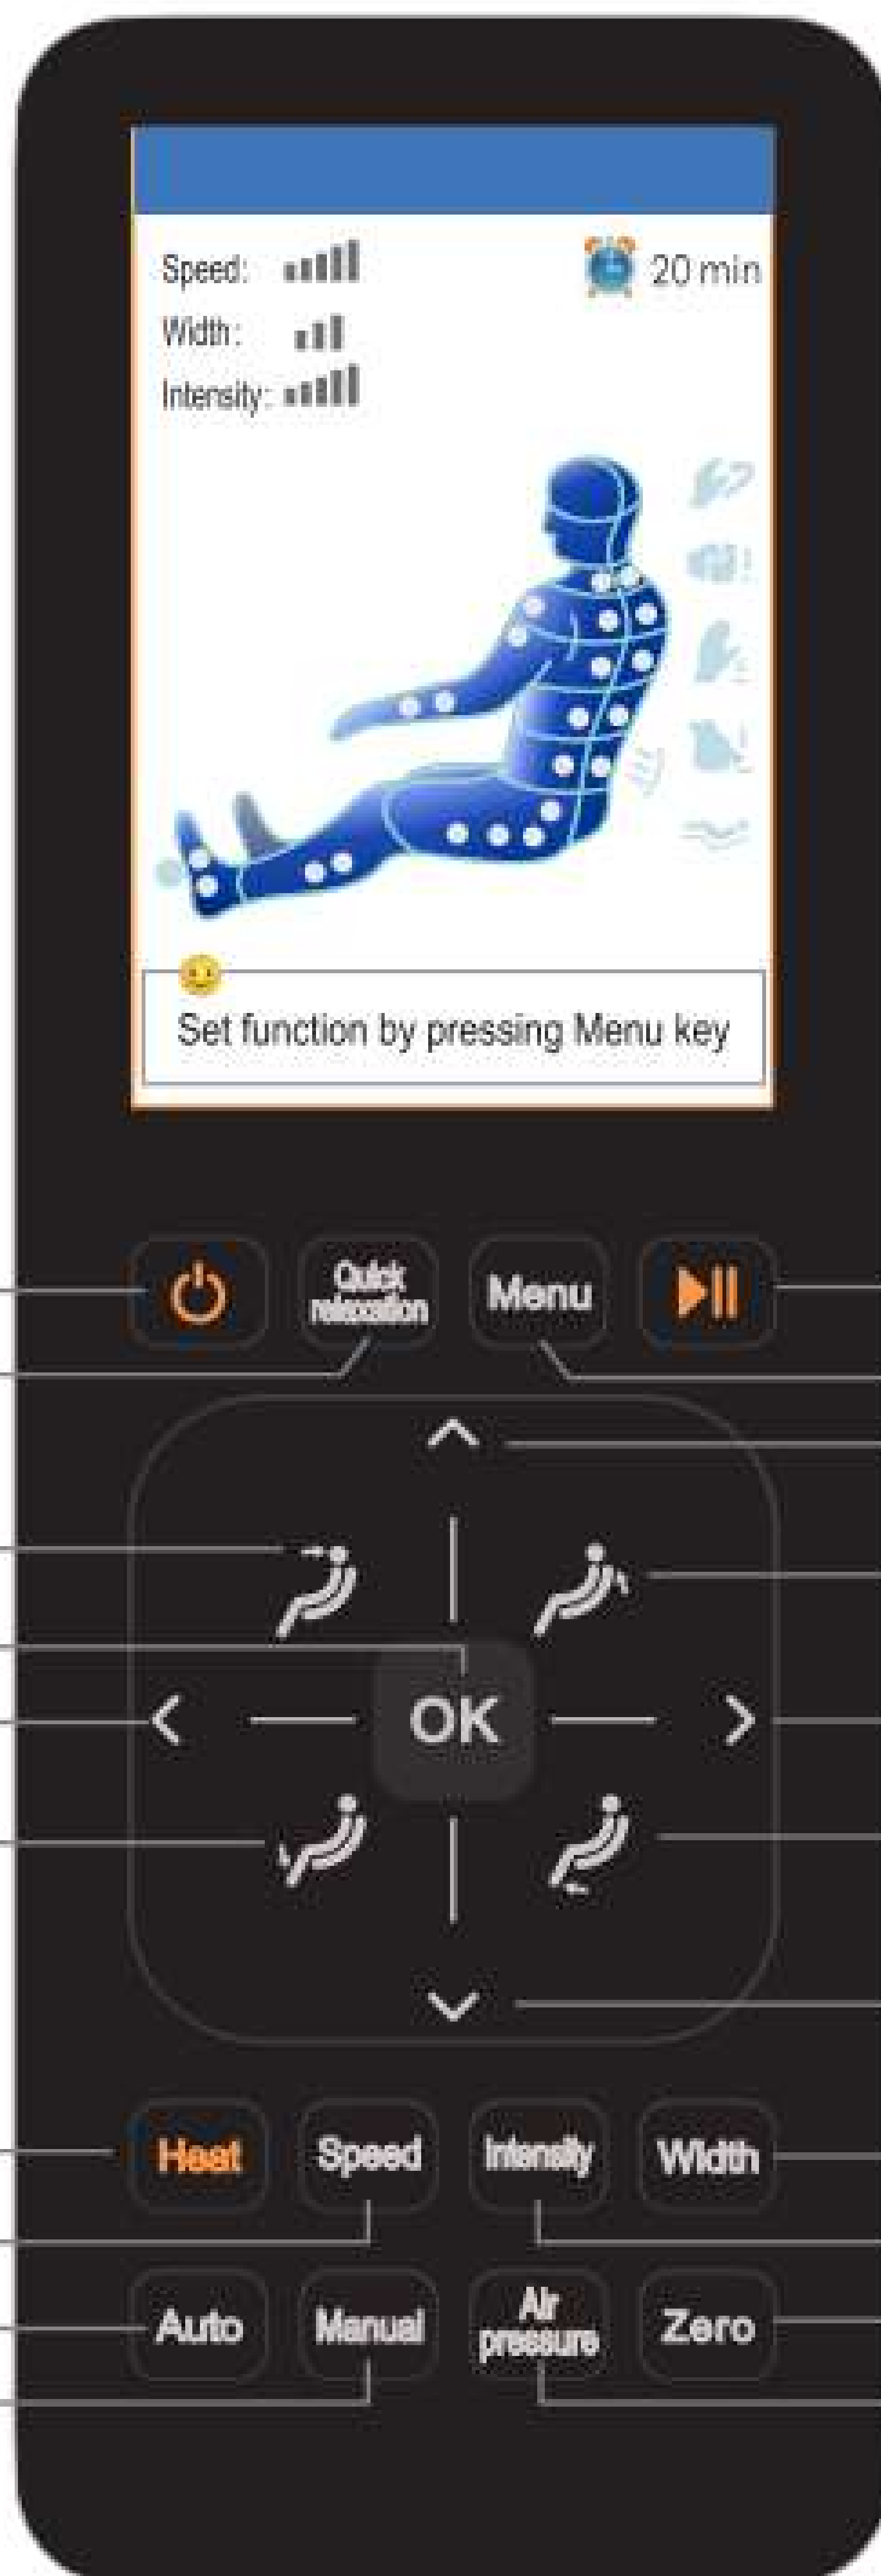 Speed:
20 min
Width:
Intensity:
Set function by pressing Menu key
Quick
relaxation
Menu
OK
Heat
Speed
Intensity
Width
Auto
Manual
Air
pressure
Zero